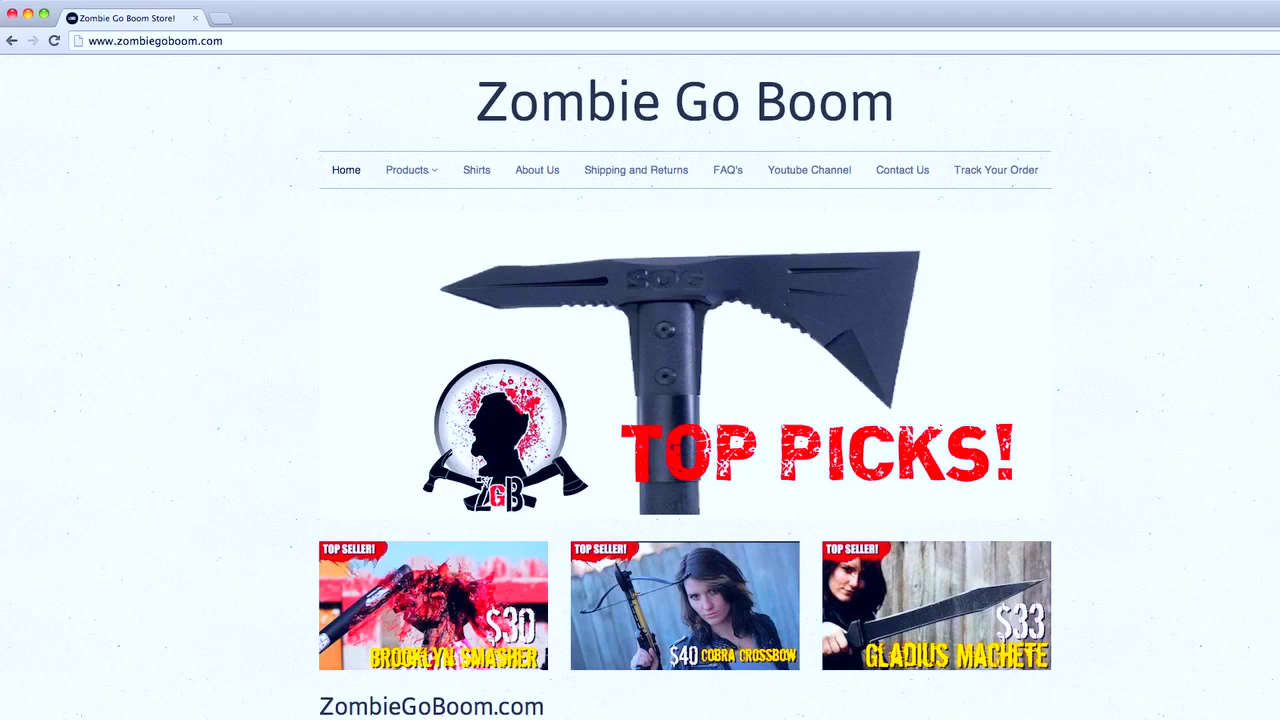 Zombie Go Boom Store!
www.zombiegoboom.com
Zombie Go Boom
Home Products Shirts About Us Shipping and Returns FAQ's Youtube Channel Contact Us Track Your Order
SOG
ZGB
TOP PICKS!
TOP SELLER!
$30
BROOKLYN SMASHER
TOP SELLER!
$40 COBRA CROSSBOW
TOP SELLER!
$33
GLADIUS MACHETE
ZombieGoBoom.com